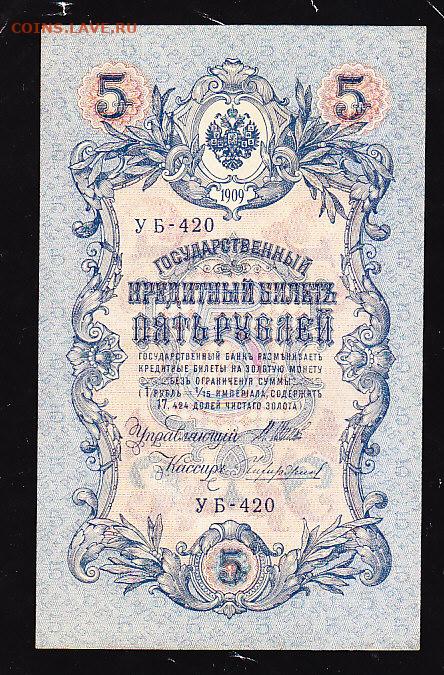 COINS.LAVE.RU
5 5
1909
УБ-420
ГОСУДАРСТВЕННЫЙ
КРЕДИТНЫЙ БИЛЕТЪ
ПЯТЬ РУБЛЕЙ
ГОСУДАРСТВЕННЫЙ БАНКЪ РАЗМѢНИВАЕТЪ
КРЕДИТНЫЕ БИЛЕТЫ НА ЗОЛОТУЮ МОНЕТУ
БЕЗЪ ОГРАНИЧЕНІЯ СУММЫ
(1 РУБЛЬ = 1/15 ИМПЕРІАЛА, СОДЕРЖИТЪ
17,424 ДОЛЕЙ ЧИСТАГО ЗОЛОТА)
Управляющій
Кассиръ
УБ-420
5